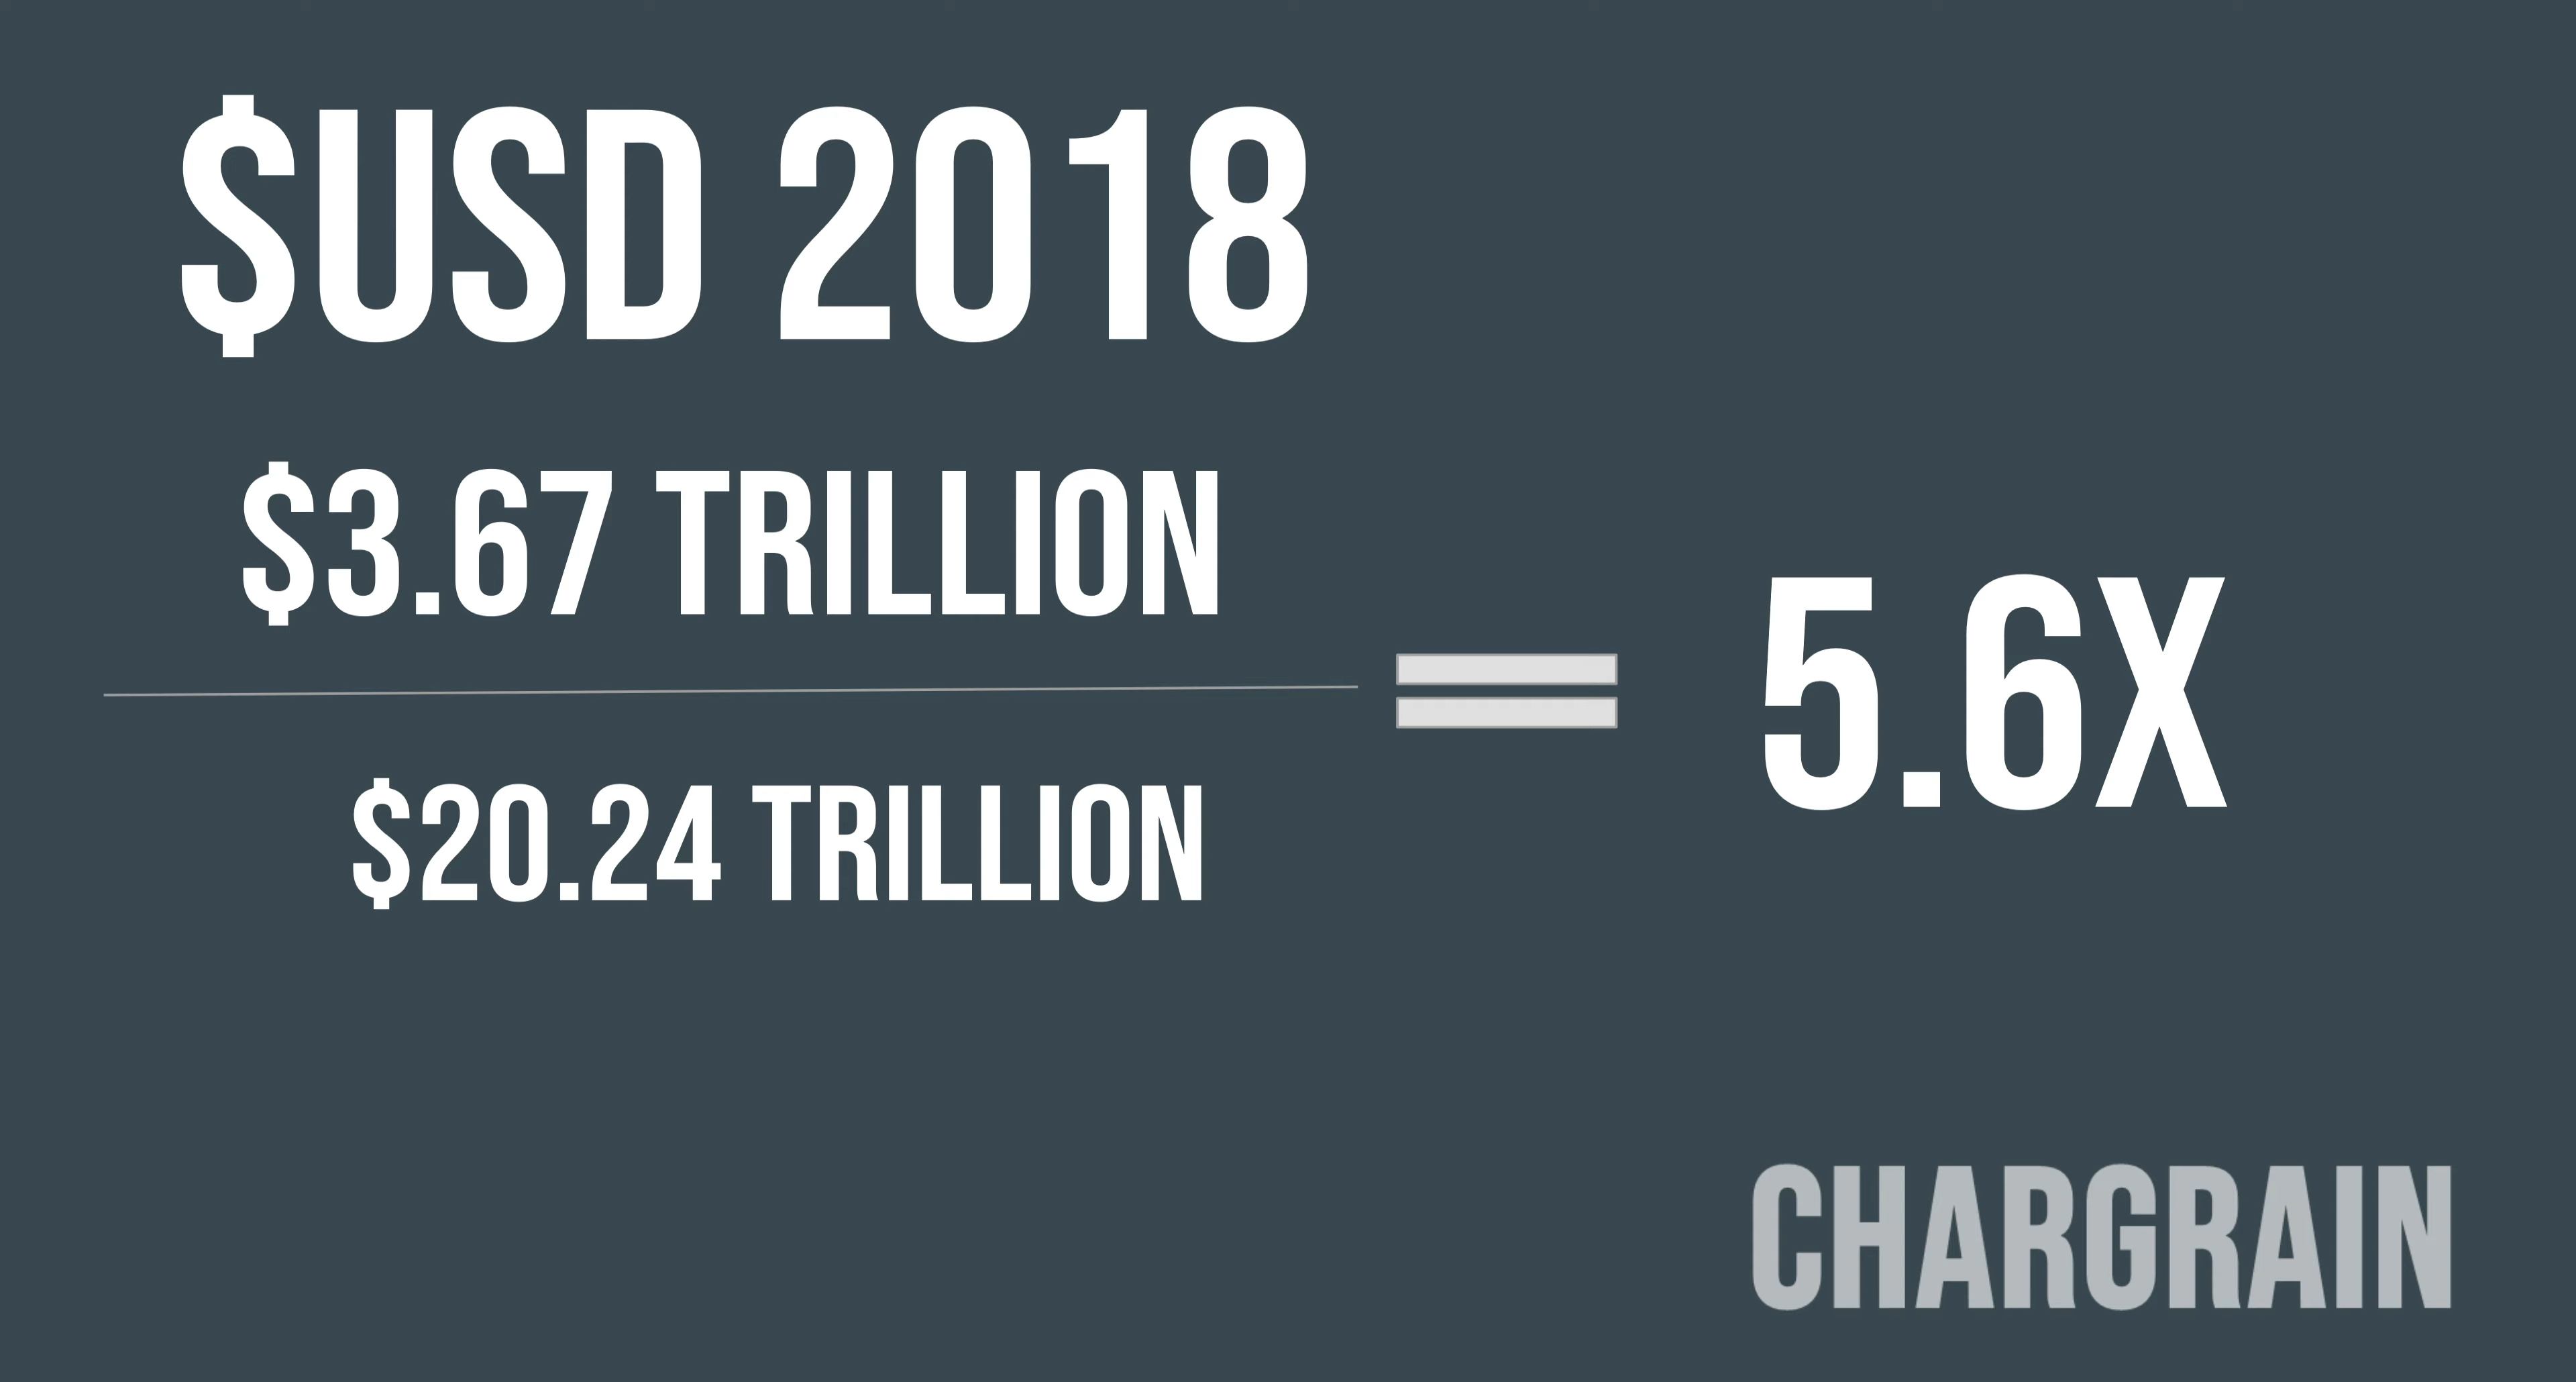 $USD 2018
$3.67 TRILLION
$20.24 TRILLION
= 5.6X
CHARGRAIN